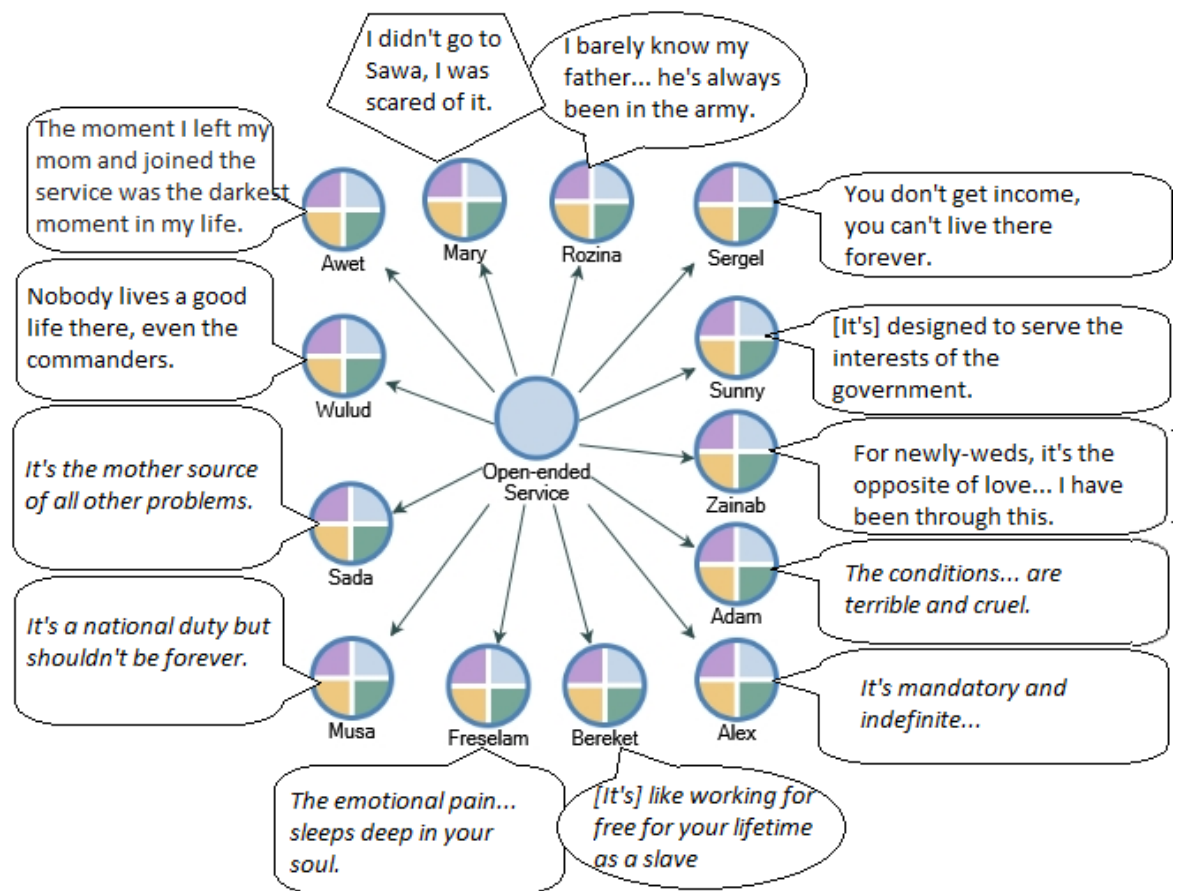 I didn't go to
Sawa, I was
scared of it.
I barely know my
father... he's always
been in the army.
The moment I left my
mom and joined the
service was the darkest
moment in my life.
You don't get income,
you can't live there
forever.
Awet
Mary
Rozina
Sergel
Nobody lives a good
life there, even the
commanders.
[It's] designed to serve the
interests of the
government.
Wulud
Sunny
Open-ended
Service
It's the mother source
of all other problems.
For newly-weds, it's the
opposite of love... I have
been through this.
Sada
Zainab
The conditions... are
terrible and cruel.
Adam
It's a national duty but
shouldn't be forever.
It's mandatory and
indefinite...
Musa
Freselam
Bereket
Alex
The emotional pain...
sleeps deep in your
soul.
[It's] like working for
free for your lifetime
as a slave